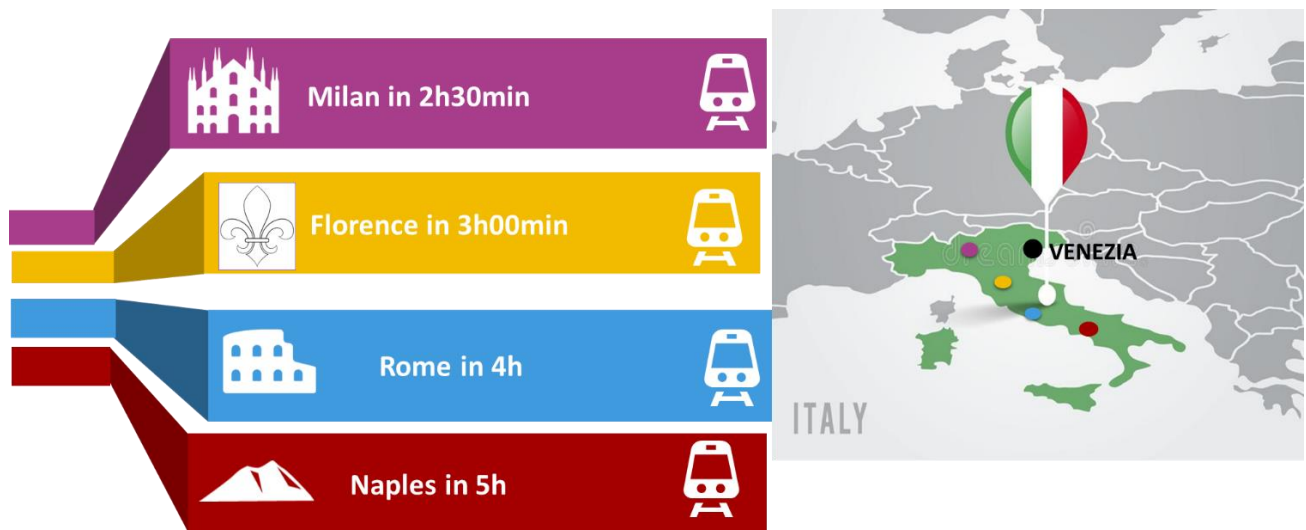 Milan in 2h30min
Florence in 3h00min
Rome in 4h
Naples in 5h
VENEZIA
ITALY